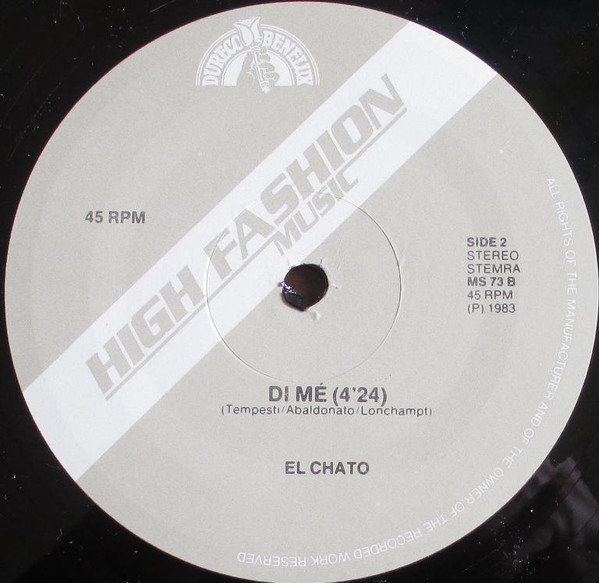 DURECO BENELUX
HIGH FASHION
MUSIC
45 RPM
SIDE 2
STEREO
STEMRA
MS 73 B
45 RPM
(P) 1983
DI MÉ (4'24)
(Tempesti/Abaldonato/Lonchampt)
EL CHATO
ALL RIGHTS OF THE MANUFACTURER AND OF THE OWNER OF THE RECORDED WORK RESERVED